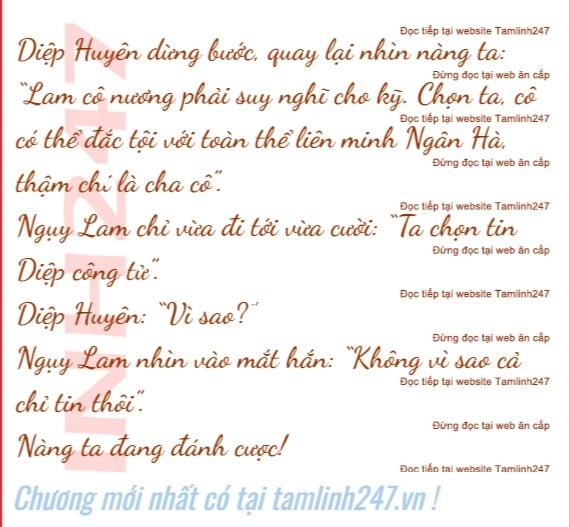 Đọc tiếp tại website Tamlinh247
Diệp Huyên dừng bước, quay lại nhìn nàng ta:
Đừng đọc tại web ăn cắp
“Lam cô nương phải suy nghĩ cho kỹ. Chọn ta, cô
Đọc tiếp tại website Tamlinh247
có thể đắc tội với toàn thể liên minh Ngân Hà,
Đừng đọc tại web ăn cắp
thậm chí là cha cô”.
Đọc tiếp tại website Tamlinh247
Ngụy Lam chỉ vừa đi tới vừa cười: “Ta chọn tin
Đừng đọc tại web ăn cắp
Diệp công tử”.
Đọc tiếp tại website Tamlinh247
Diệp Huyên: “Vì sao?”
Đừng đọc tại web ăn cắp
Ngụy Lam nhìn vào mắt hắn: “Không vì sao cả
Đọc tiếp tại website Tamlinh247
chỉ tin thôi”.
Đừng đọc tại web ăn cắp
Nàng ta đang đánh cược!
Đọc tiếp tại website Tamlinh247
Chương mới nhất có tại tamlinh247.vn !
INH247